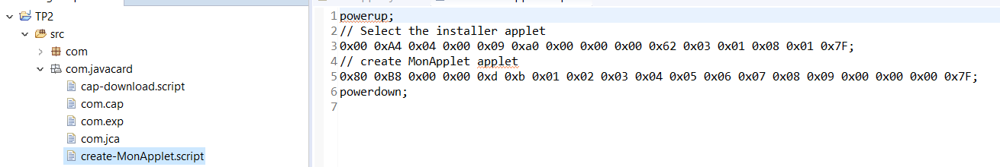 TP2
src
com
com.javacard
cap-download.script
com.cap
com.exp
com.jca
create-MonApplet.script
1 powerup;
2 // Select the installer applet
3 0x00 0xA4 0x04 0x00 0x09 0xa0 0x00 0x00 0x00 0x62 0x03 0x01 0x08 0x01 0x7F;
4 // create MonApplet applet
5 0x80 0xB8 0x00 0x00 0xd 0xb 0x01 0x02 0x03 0x04 0x05 0x06 0x07 0x08 0x09 0x00 0x00 0x00 0x7F;
6 powerdown;
7